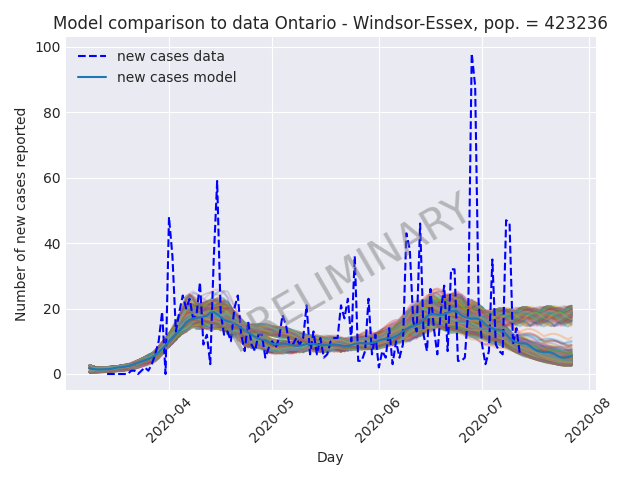 Model comparison to data Ontario - Windsor-Essex, pop. = 423236
new cases data
new cases model
PRELIMINARY
Number of new cases reported
100
80
60
40
20
0
2020-04
2020-05
2020-06
2020-07
2020-08
Day